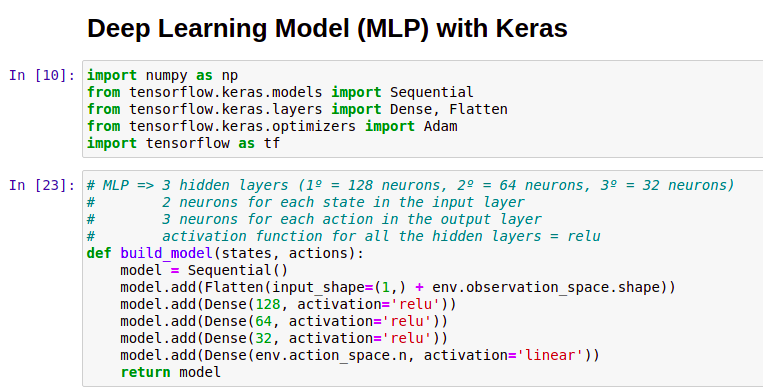 Deep Learning Model (MLP) with Keras
In [10]: import numpy as np
from tensorflow.keras.models import Sequential
from tensorflow.keras.layers import Dense, Flatten
from tensorflow.keras.optimizers import Adam
import tensorflow as tf
In [23]: # MLP => 3 hidden layers (1º = 128 neurons, 2º = 64 neurons, 3º = 32 neurons)
#        2 neurons for each state in the input layer
#        3 neurons for each action in the output layer
#        activation function for all the hidden layers = relu
def build_model(states, actions):
    model = Sequential()
    model.add(Flatten(input_shape=(1,) + env.observation_space.shape))
    model.add(Dense(128, activation='relu'))
    model.add(Dense(64, activation='relu'))
    model.add(Dense(32, activation='relu'))
    model.add(Dense(env.action_space.n, activation='linear'))
    return model